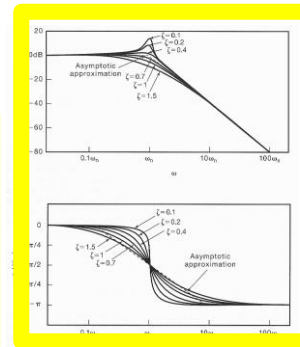 20
ζ=0.1
ζ=0.2
ζ=0.4
0dB
Asymptotic
approximation
ζ=0.7
ζ=1
ζ=1.5
−20
−40
−60
−80
0.1ωn
ωn
10ωn
ω
ζ=0.1
ζ=0.2
ζ=0.4
0
π/4
ζ=1.5
ζ=1
ζ=0.7
Asymptotic
approximation
π/2
π/4
−π